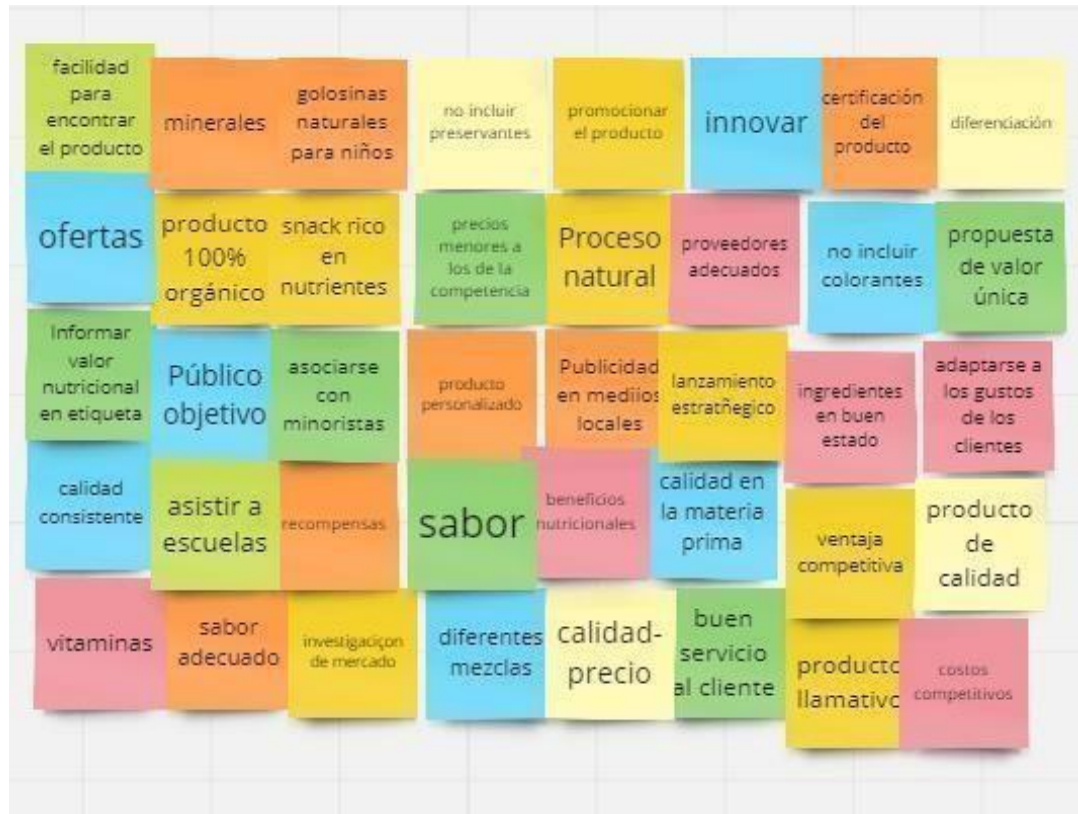 facilidad
para
encontrar
el producto
minerales
golosinas
naturales
para niños
no incluir
preservantes
promocionar
el producto
innovar
certificación
del
producto
diferenciación
ofertas
producto
100%
orgánico
snack rico
en
nutrientes
precios
menores a
los de la
competencia
Proceso
natural
proveedores
adecuados
no incluir
colorantes
propuesta
de valor
única
Informar
valor
nutricional
en etiqueta
Público
objetivo
asociarse
con
minoristas
producto
personalizado
Publicidad
en mediios
locales
lanzamiento
estratñegico
ingredientes
en buen
estado
adaptarse a
los gustos
de los
clientes
calidad
consistente
asistir a
escuelas
recompensas
sabor
beneficios
nutricionales
calidad en
la materia
prima
ventaja
competitiva
producto
de
calidad
vitaminas
sabor
adecuado
investigaciçon
de mercado
diferentes
mezclas
calidad-
precio
buen
servicio
al cliente
producto
llamativo
costos
competitivos